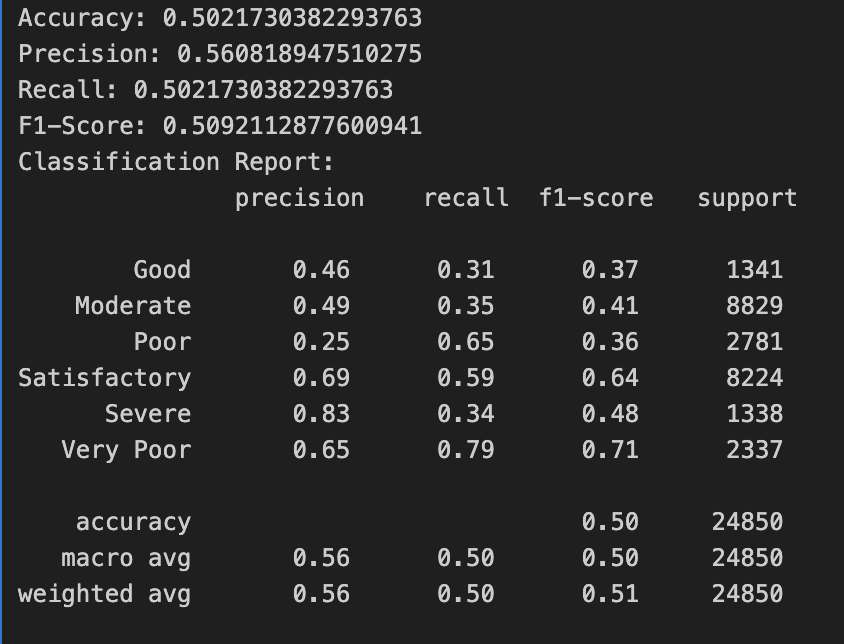 Accuracy: 0.5021730382293763
Precision: 0.560818947510275
Recall: 0.5021730382293763
F1-Score: 0.5092112877600941
Classification Report:
precision recall f1-score support
Good 0.46 0.31 0.37 1341
Moderate 0.49 0.35 0.41 8829
Poor 0.25 0.65 0.36 2781
Satisfactory 0.69 0.59 0.64 8224
Severe 0.83 0.34 0.48 1338
Very Poor 0.65 0.79 0.71 2337
accuracy 0.50 24850
macro avg 0.56 0.50 0.50 24850
weighted avg 0.56 0.50 0.51 24850